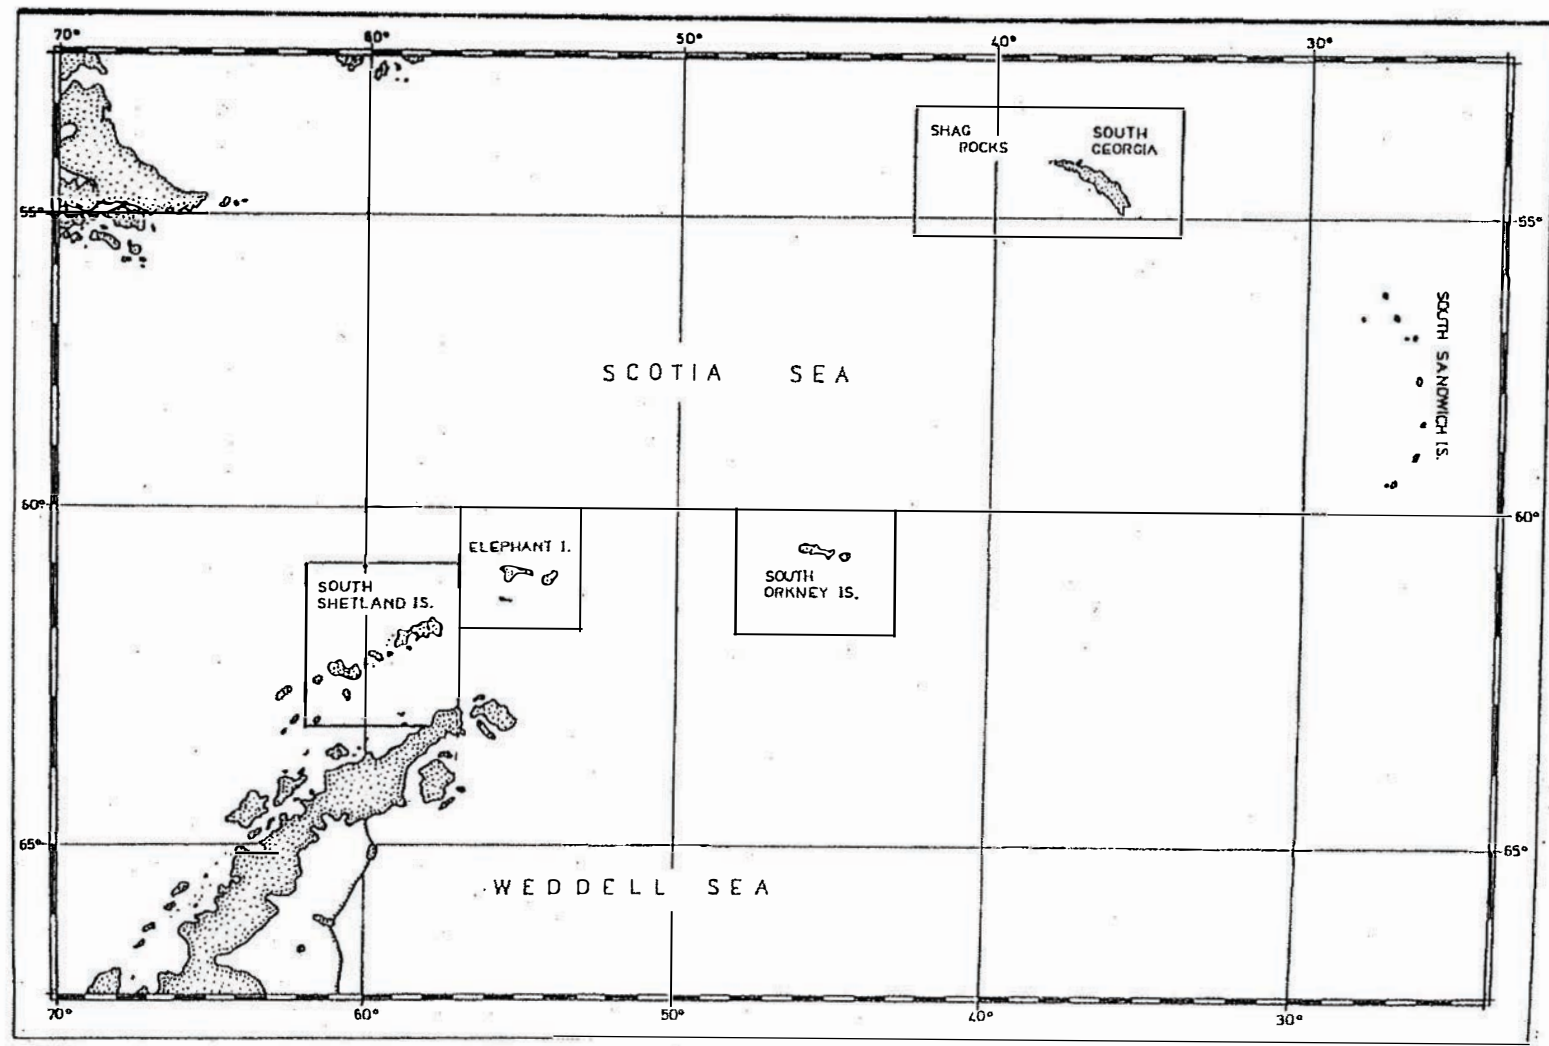 70° 60° 50° 40° 30°
SHAG
ROCKS
SOUTH
GEORGIA
55° 55°
SOUTH SANDWICH IS.
SCOTIA SEA
60° 60°
ELEPHANT I.
SOUTH
SHETLAND IS.
SOUTH
ORKNEY IS.
65° 65°
WEDDELL SEA
70° 60° 50° 40° 30°